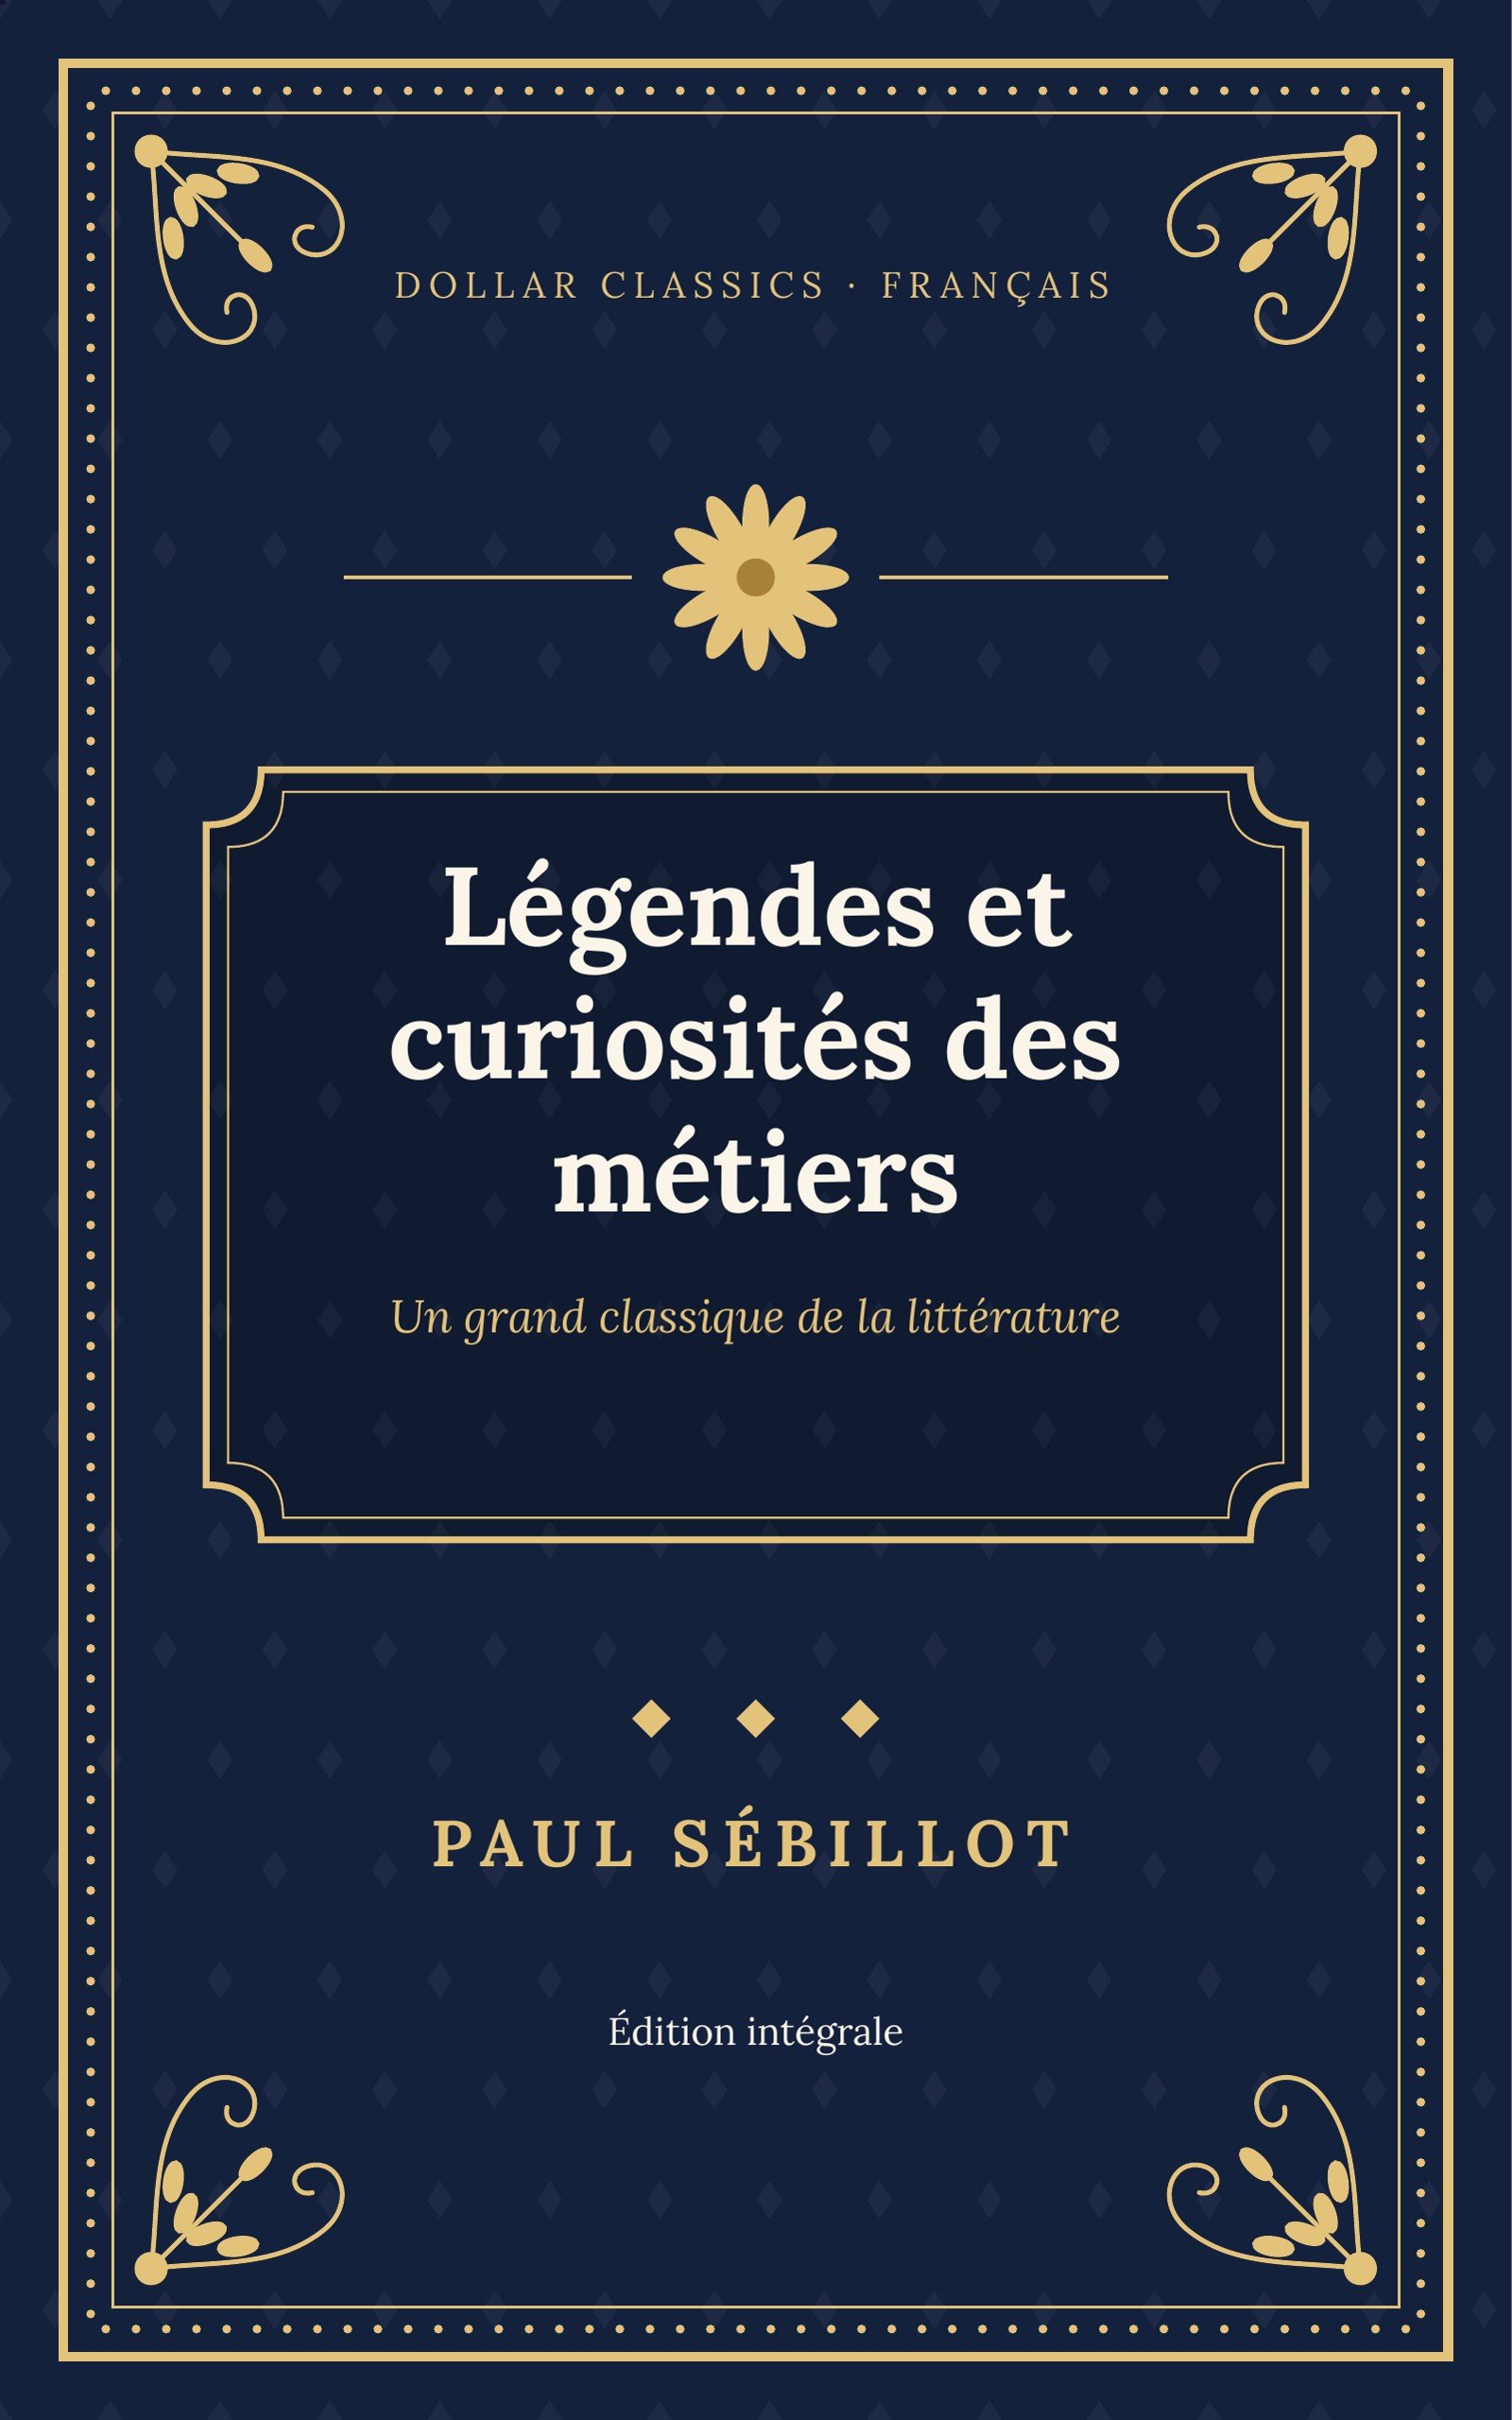 DOLLAR CLASSICS · FRANÇAIS
Légendes et
curiosités des
métiers
Un grand classique de la littérature
PAUL SÉBILLOT
Édition intégrale